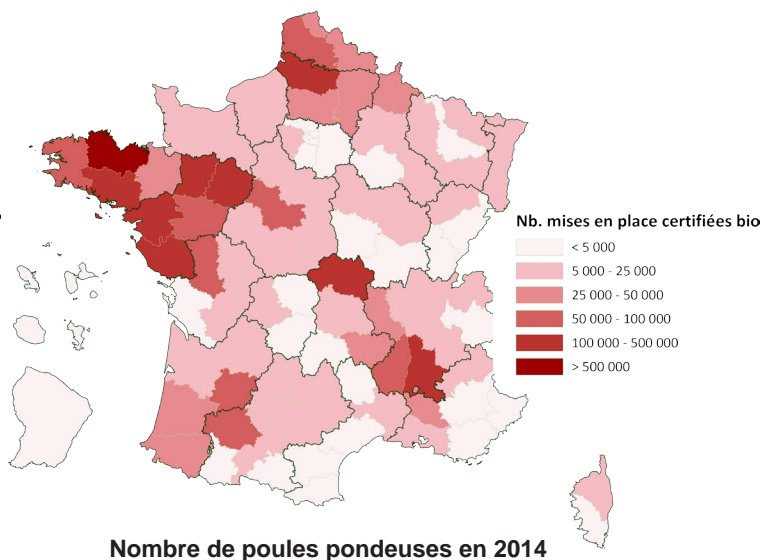 Nb. mises en place certifiées bio
< 5 000
5 000 - 25 000
25 000 - 50 000
50 000 - 100 000
100 000 - 500 000
> 500 000
Nombre de poules pondeuses en 2014